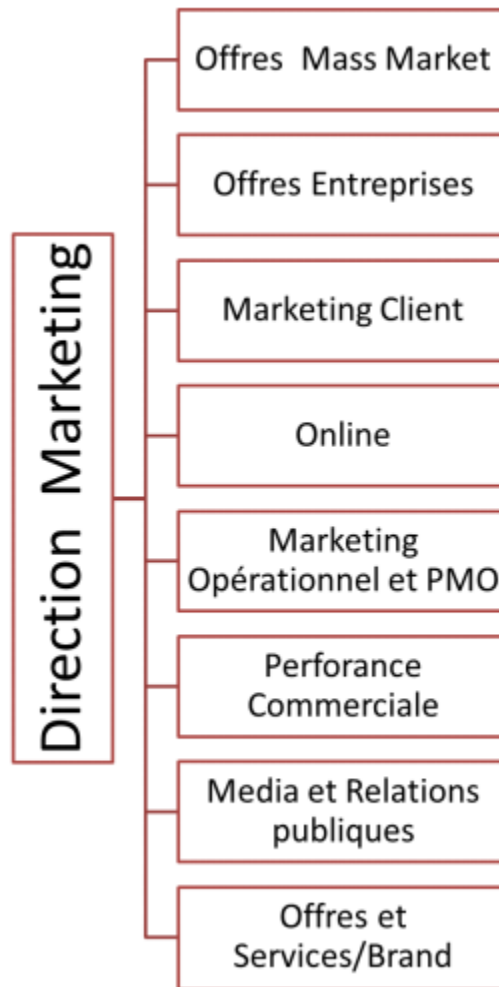 Direction Marketing
Offres Mass Market
Offres Entreprises
Marketing Client
Online
Marketing
Opérationnel et PMO
Perforance
Commerciale
Media et Relations
publiques
Offres et
Services/Brand